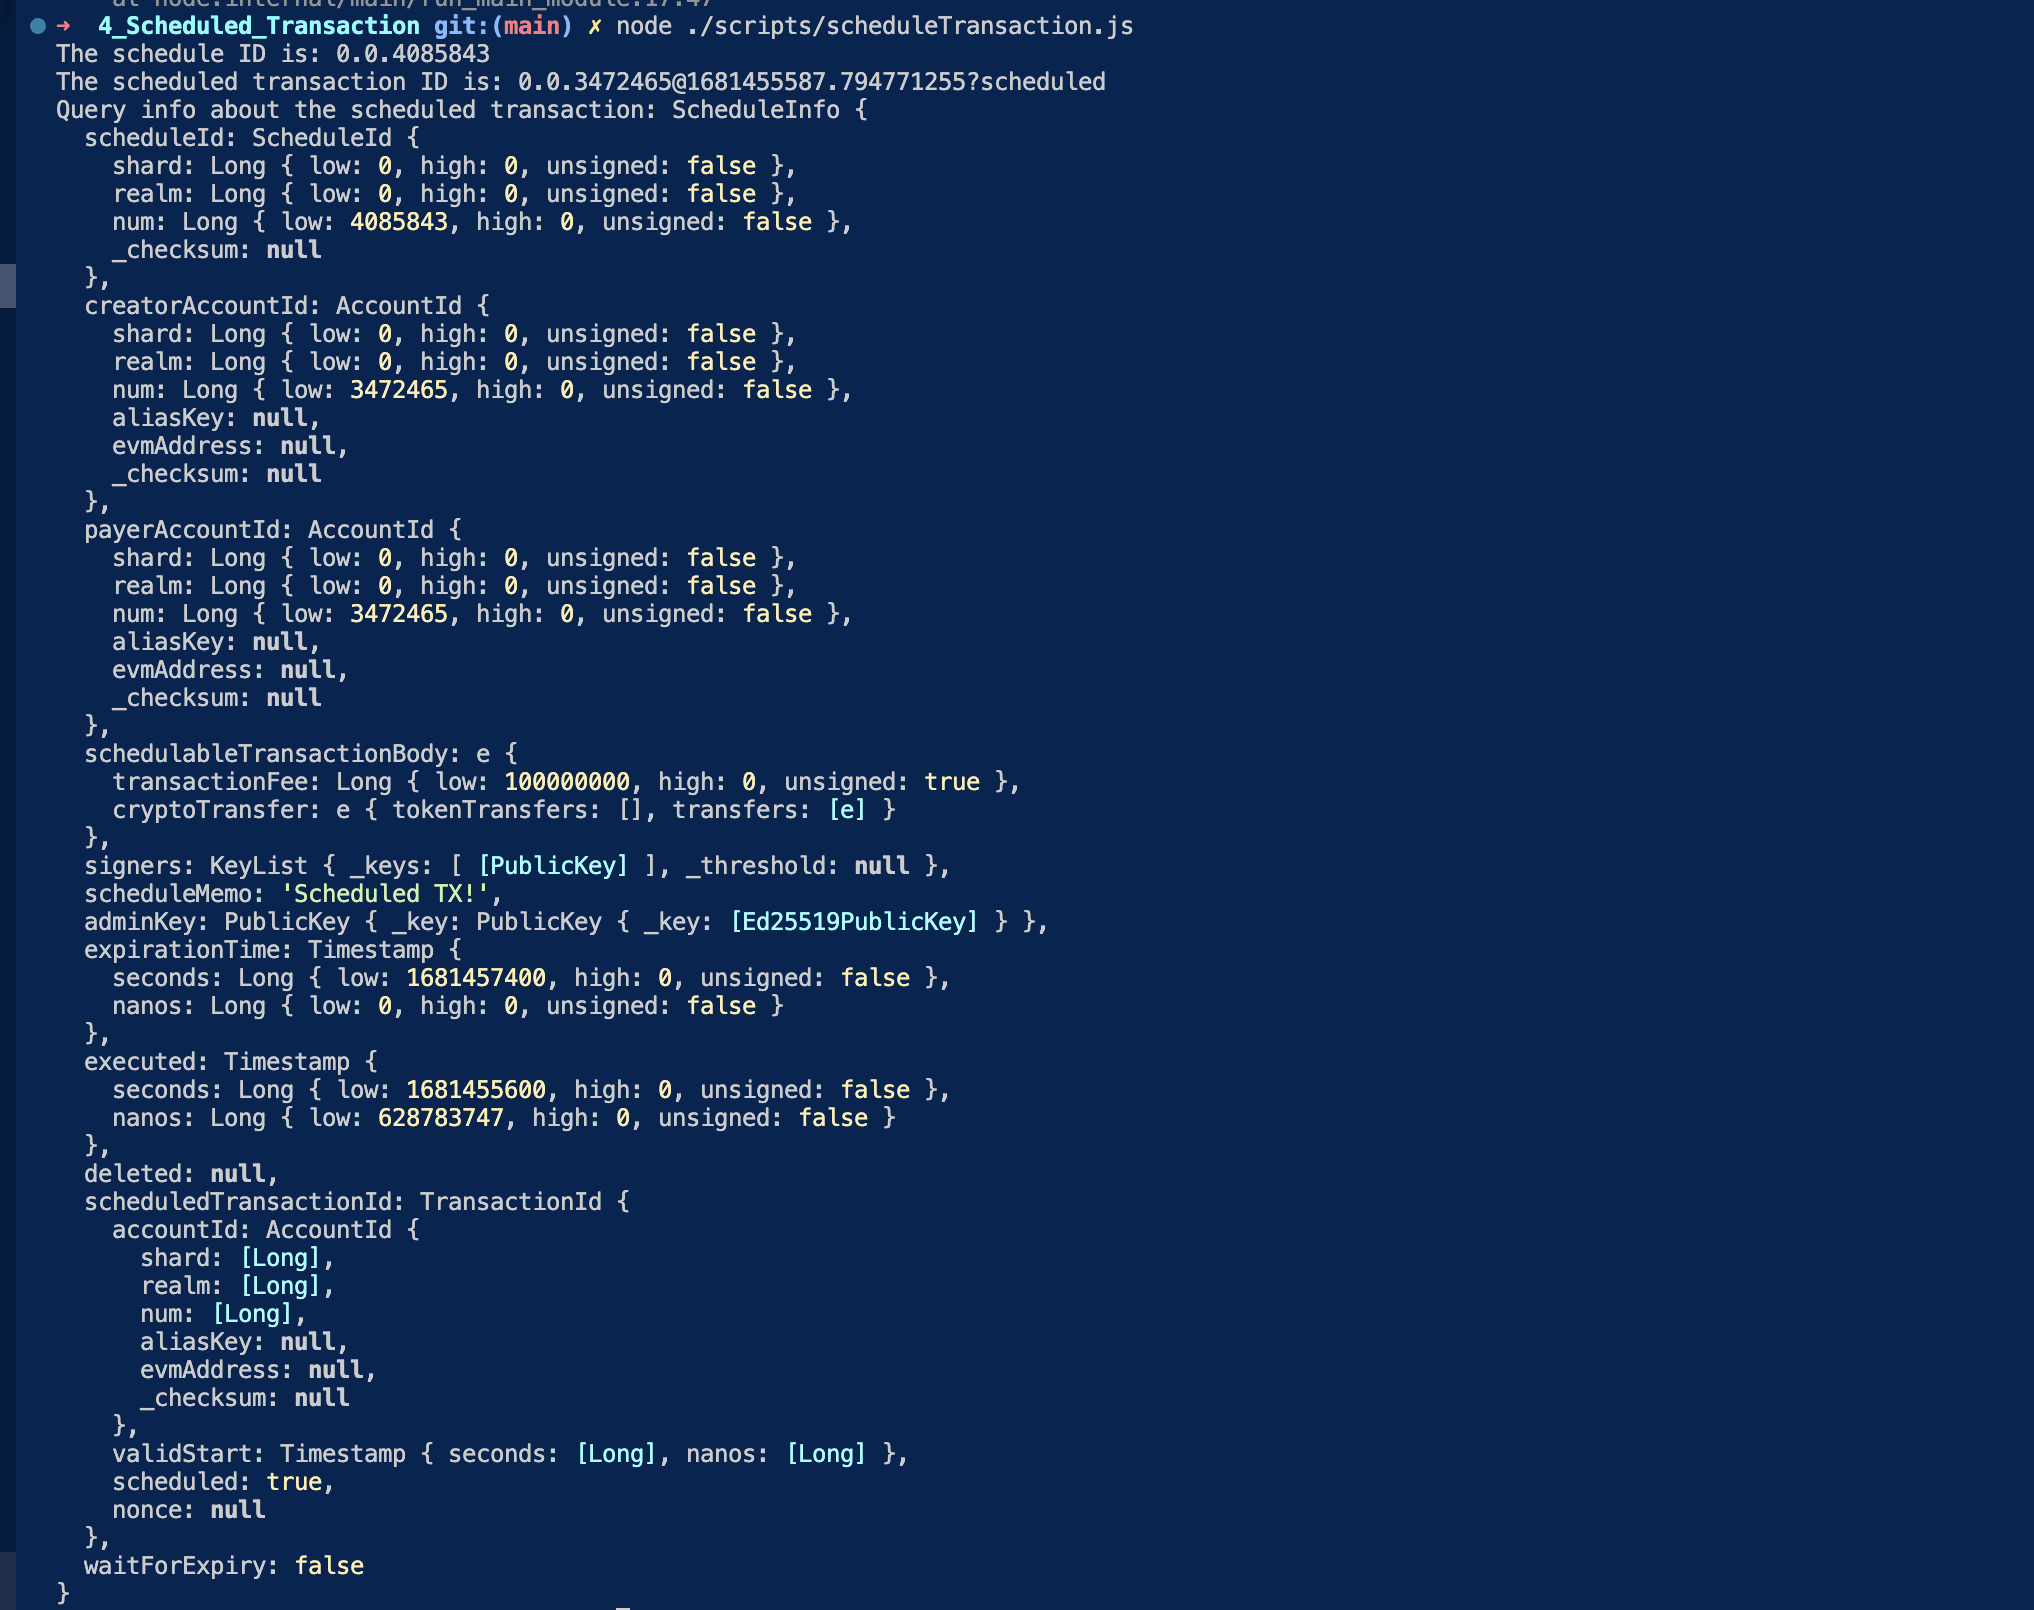 ➜  4_Scheduled_Transaction git:(main) ✗ node ./scripts/scheduleTransaction.js
The schedule ID is: 0.0.4085843
The scheduled transaction ID is: 0.0.3472465@1681455587.794771255?scheduled
Query info about the scheduled transaction: ScheduleInfo {
  scheduleId: ScheduleId {
    shard: Long { low: 0, high: 0, unsigned: false },
    realm: Long { low: 0, high: 0, unsigned: false },
    num: Long { low: 4085843, high: 0, unsigned: false },
    _checksum: null
  },
  creatorAccountId: AccountId {
    shard: Long { low: 0, high: 0, unsigned: false },
    realm: Long { low: 0, high: 0, unsigned: false },
    num: Long { low: 3472465, high: 0, unsigned: false },
    aliasKey: null,
    evmAddress: null,
    _checksum: null
  },
  payerAccountId: AccountId {
    shard: Long { low: 0, high: 0, unsigned: false },
    realm: Long { low: 0, high: 0, unsigned: false },
    num: Long { low: 3472465, high: 0, unsigned: false },
    aliasKey: null,
    evmAddress: null,
    _checksum: null
  },
  schedulableTransactionBody: e {
    transactionFee: Long { low: 100000000, high: 0, unsigned: true },
    cryptoTransfer: e { tokenTransfers: [], transfers: [e] }
  },
  signers: KeyList { _keys: [ [PublicKey] ], _threshold: null },
  scheduleMemo: 'Scheduled TX!',
  adminKey: PublicKey { _key: PublicKey { _key: [Ed25519PublicKey] } },
  expirationTime: Timestamp {
    seconds: Long { low: 1681457400, high: 0, unsigned: false },
    nanos: Long { low: 0, high: 0, unsigned: false }
  },
  executed: Timestamp {
    seconds: Long { low: 1681455600, high: 0, unsigned: false },
    nanos: Long { low: 628783747, high: 0, unsigned: false }
  },
  deleted: null,
  scheduledTransactionId: TransactionId {
    accountId: AccountId {
      shard: [Long],
      realm: [Long],
      num: [Long],
      aliasKey: null,
      evmAddress: null,
      _checksum: null
    },
    validStart: Timestamp { seconds: [Long], nanos: [Long] },
    scheduled: true,
    nonce: null
  },
  waitForExpiry: false
}